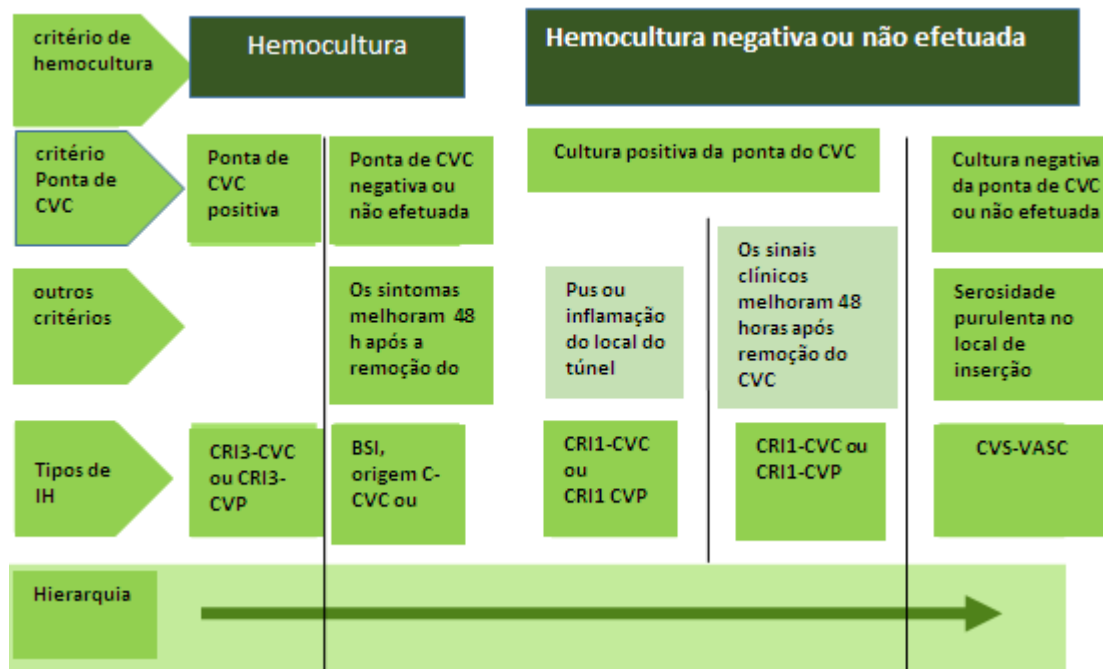 critério de
hemocultura
Hemocultura
Hemocultura negativa ou não efetuada
critério
Ponta de
CVC
Ponta de
CVC
positiva
Ponta de CVC
negativa ou
não efetuada
Cultura positiva da ponta do CVC
Cultura negativa
da ponta de CVC
ou não efetuada
outros
critérios
Os sintomas
melhoram 48
h após a
remoção do
Pus ou
inflamação
do local do
túnel
Os sinais
clínicos
melhoram 48
horas após
remoção do
CVC
Serosidade
purulenta no
local de
inserção
Tipos de
IH
CRI3-CVC
ou CRI3-
CVP
BSI,
origem C-
CVC ou
CRI1-CVC
ou
CRI1 CVP
CRI1-CVC ou
CRI1-CVP
CVS-VASC
Hierarquia